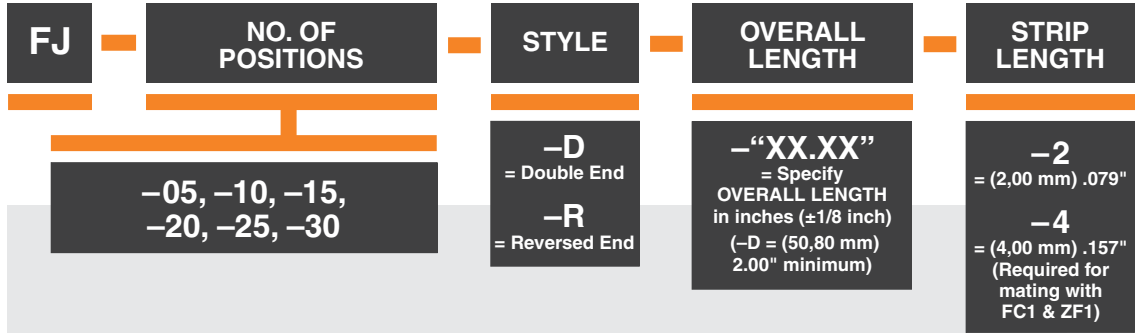 FJ
NO. OF
POSITIONS
STYLE
OVERALL
LENGTH
STRIP
LENGTH
–05, –10, –15,
–20, –25, –30
–D
= Double End
–R
= Reversed End
–“XX.XX”
= Specify
OVERALL LENGTH
in inches (±1/8 inch)
(–D = (50,80 mm)
2.00" minimum)
–2
= (2,00 mm) .079"
–4
= (4,00 mm) .157"
(Required for
mating with
FC1 & ZF1)